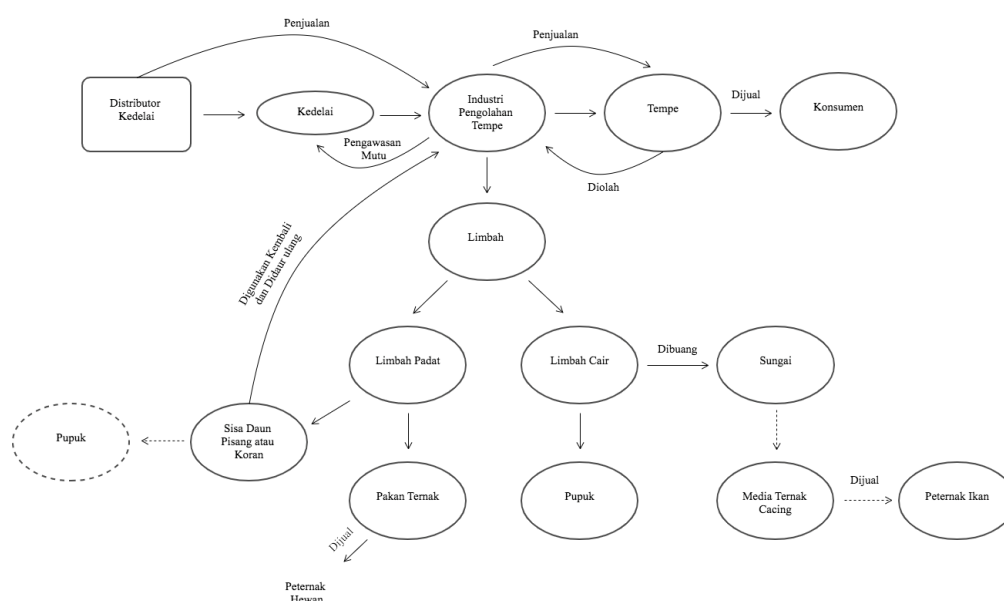 Penjualan
Penjualan
Distributor
Kedelai
Kedelai
Industri
Pengolahan
Tempe
Tempe
Dijual
Konsumen
Pengawasan
Mutu
Diolah
Limbah
Digunakan Kembali
dan Didaur ulang
Limbah Padat
Limbah Cair
Dibuang
Sungai
Pupuk
Sisa Daun
Pisang atau
Koran
Pakan Ternak
Pupuk
Media Ternak
Cacing
Dijual
Peternak Ikan
Dijual
Peternak
Hewan